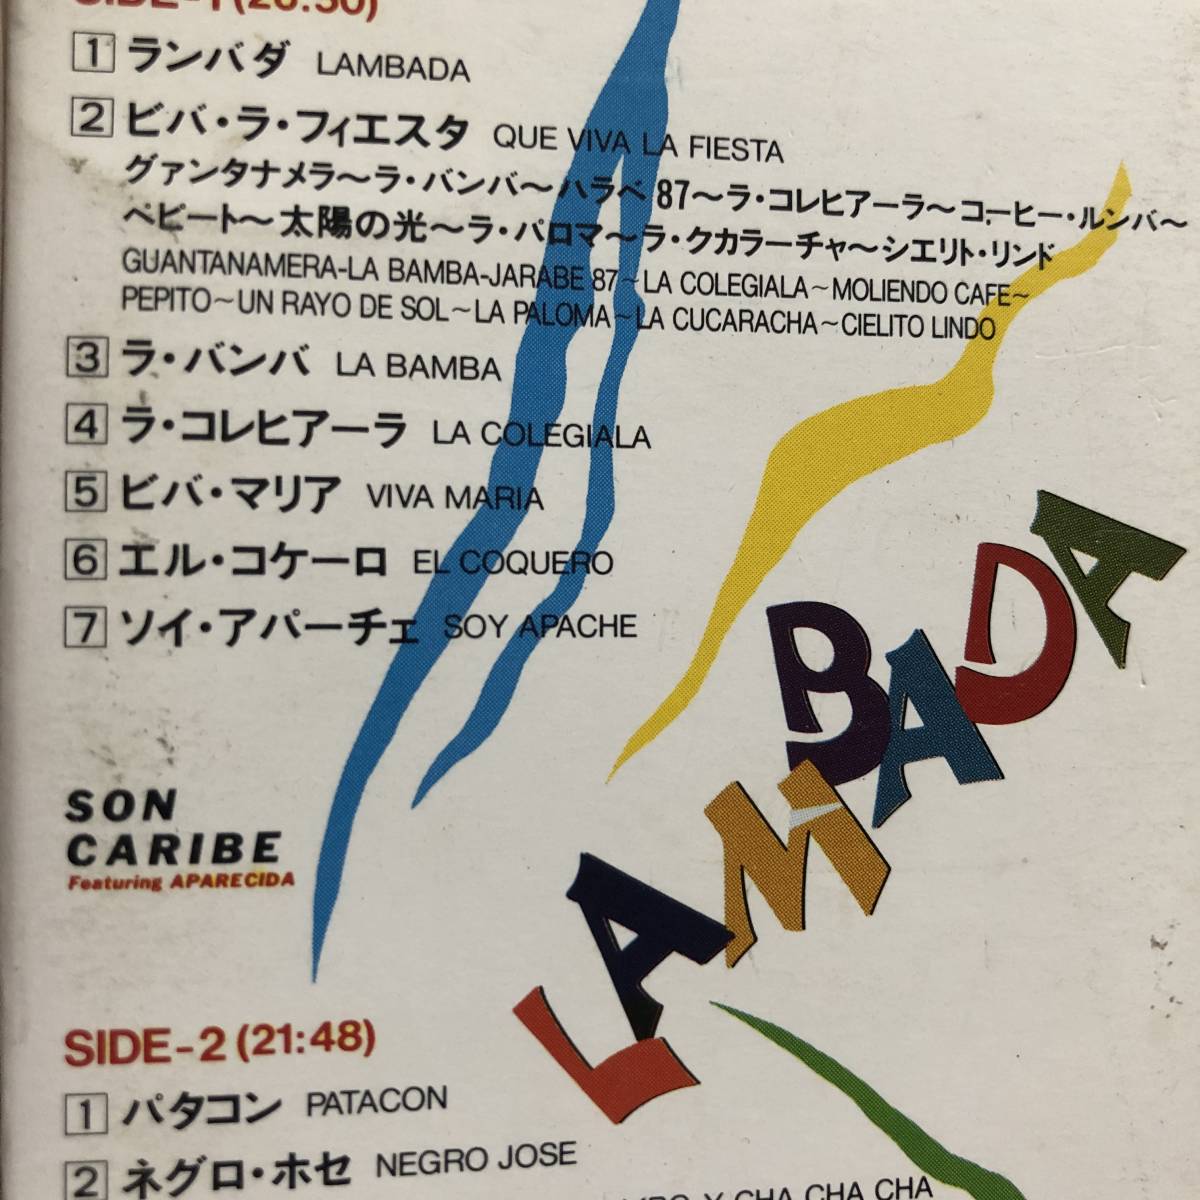 SIDE-1 (20:30)
1 ランバダ LAMBADA
2 ビバ・ラ・フィエスタ QUE VIVA LA FIESTA
グァンタナメラ〜ラ・バンバ〜ハラベ 87〜ラ・コレヒアーラ〜コーヒー・ルンバ〜
ペピート〜太陽の光〜ラ・パロマ〜ラ・クカラーチャ〜シエリト・リンド
GUANTANAMERA-LA BAMBA-JARABE 87~LA COLEGIALA~MOLIENDO CAFE~
PEPITO~UN RAYO DE SOL~LA PALOMA~LA CUCARACHA~CIELITO LINDO
3 ラ・バンバ LA BAMBA
4 ラ・コレヒアーラ LA COLEGIALA
5 ビバ・マリア VIVA MARIA
6 エル・コケーロ EL COQUERO
7 ソイ・アパーチェ SOY APACHE
LAMBADA
SON
CARIBE
Featuring APARECIDA
SIDE-2 (21:48)
1 パタコン PATACON
2 ネグロ・ホセ NEGRO JOSE
Y CHA CHA CHA